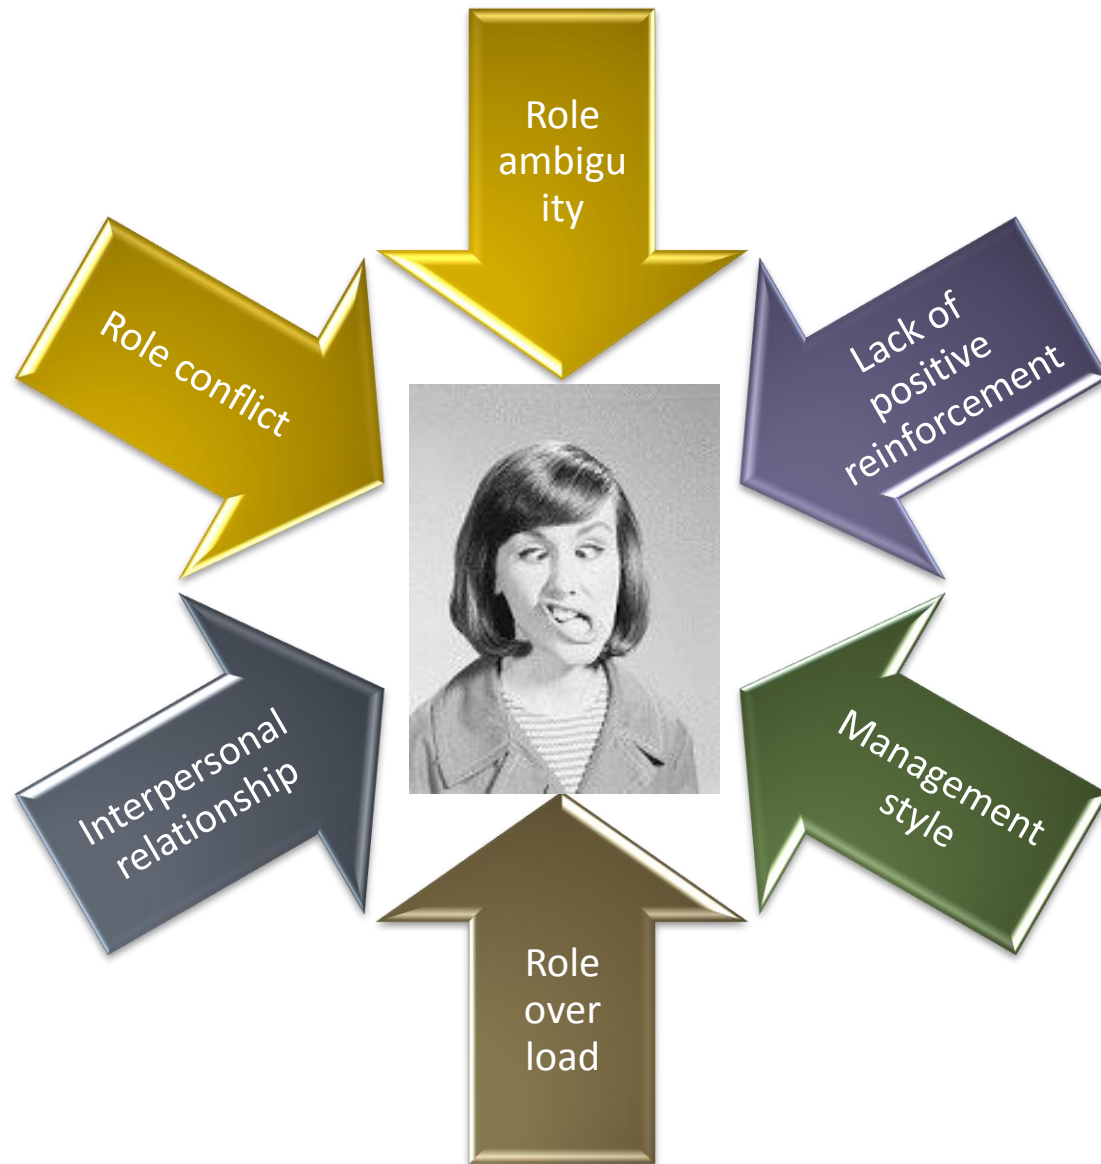 Role
ambigu
ity
Lack of
positive
reinforcement
Management
style
Role
over
load
Interpersonal
relationship
Role conflict